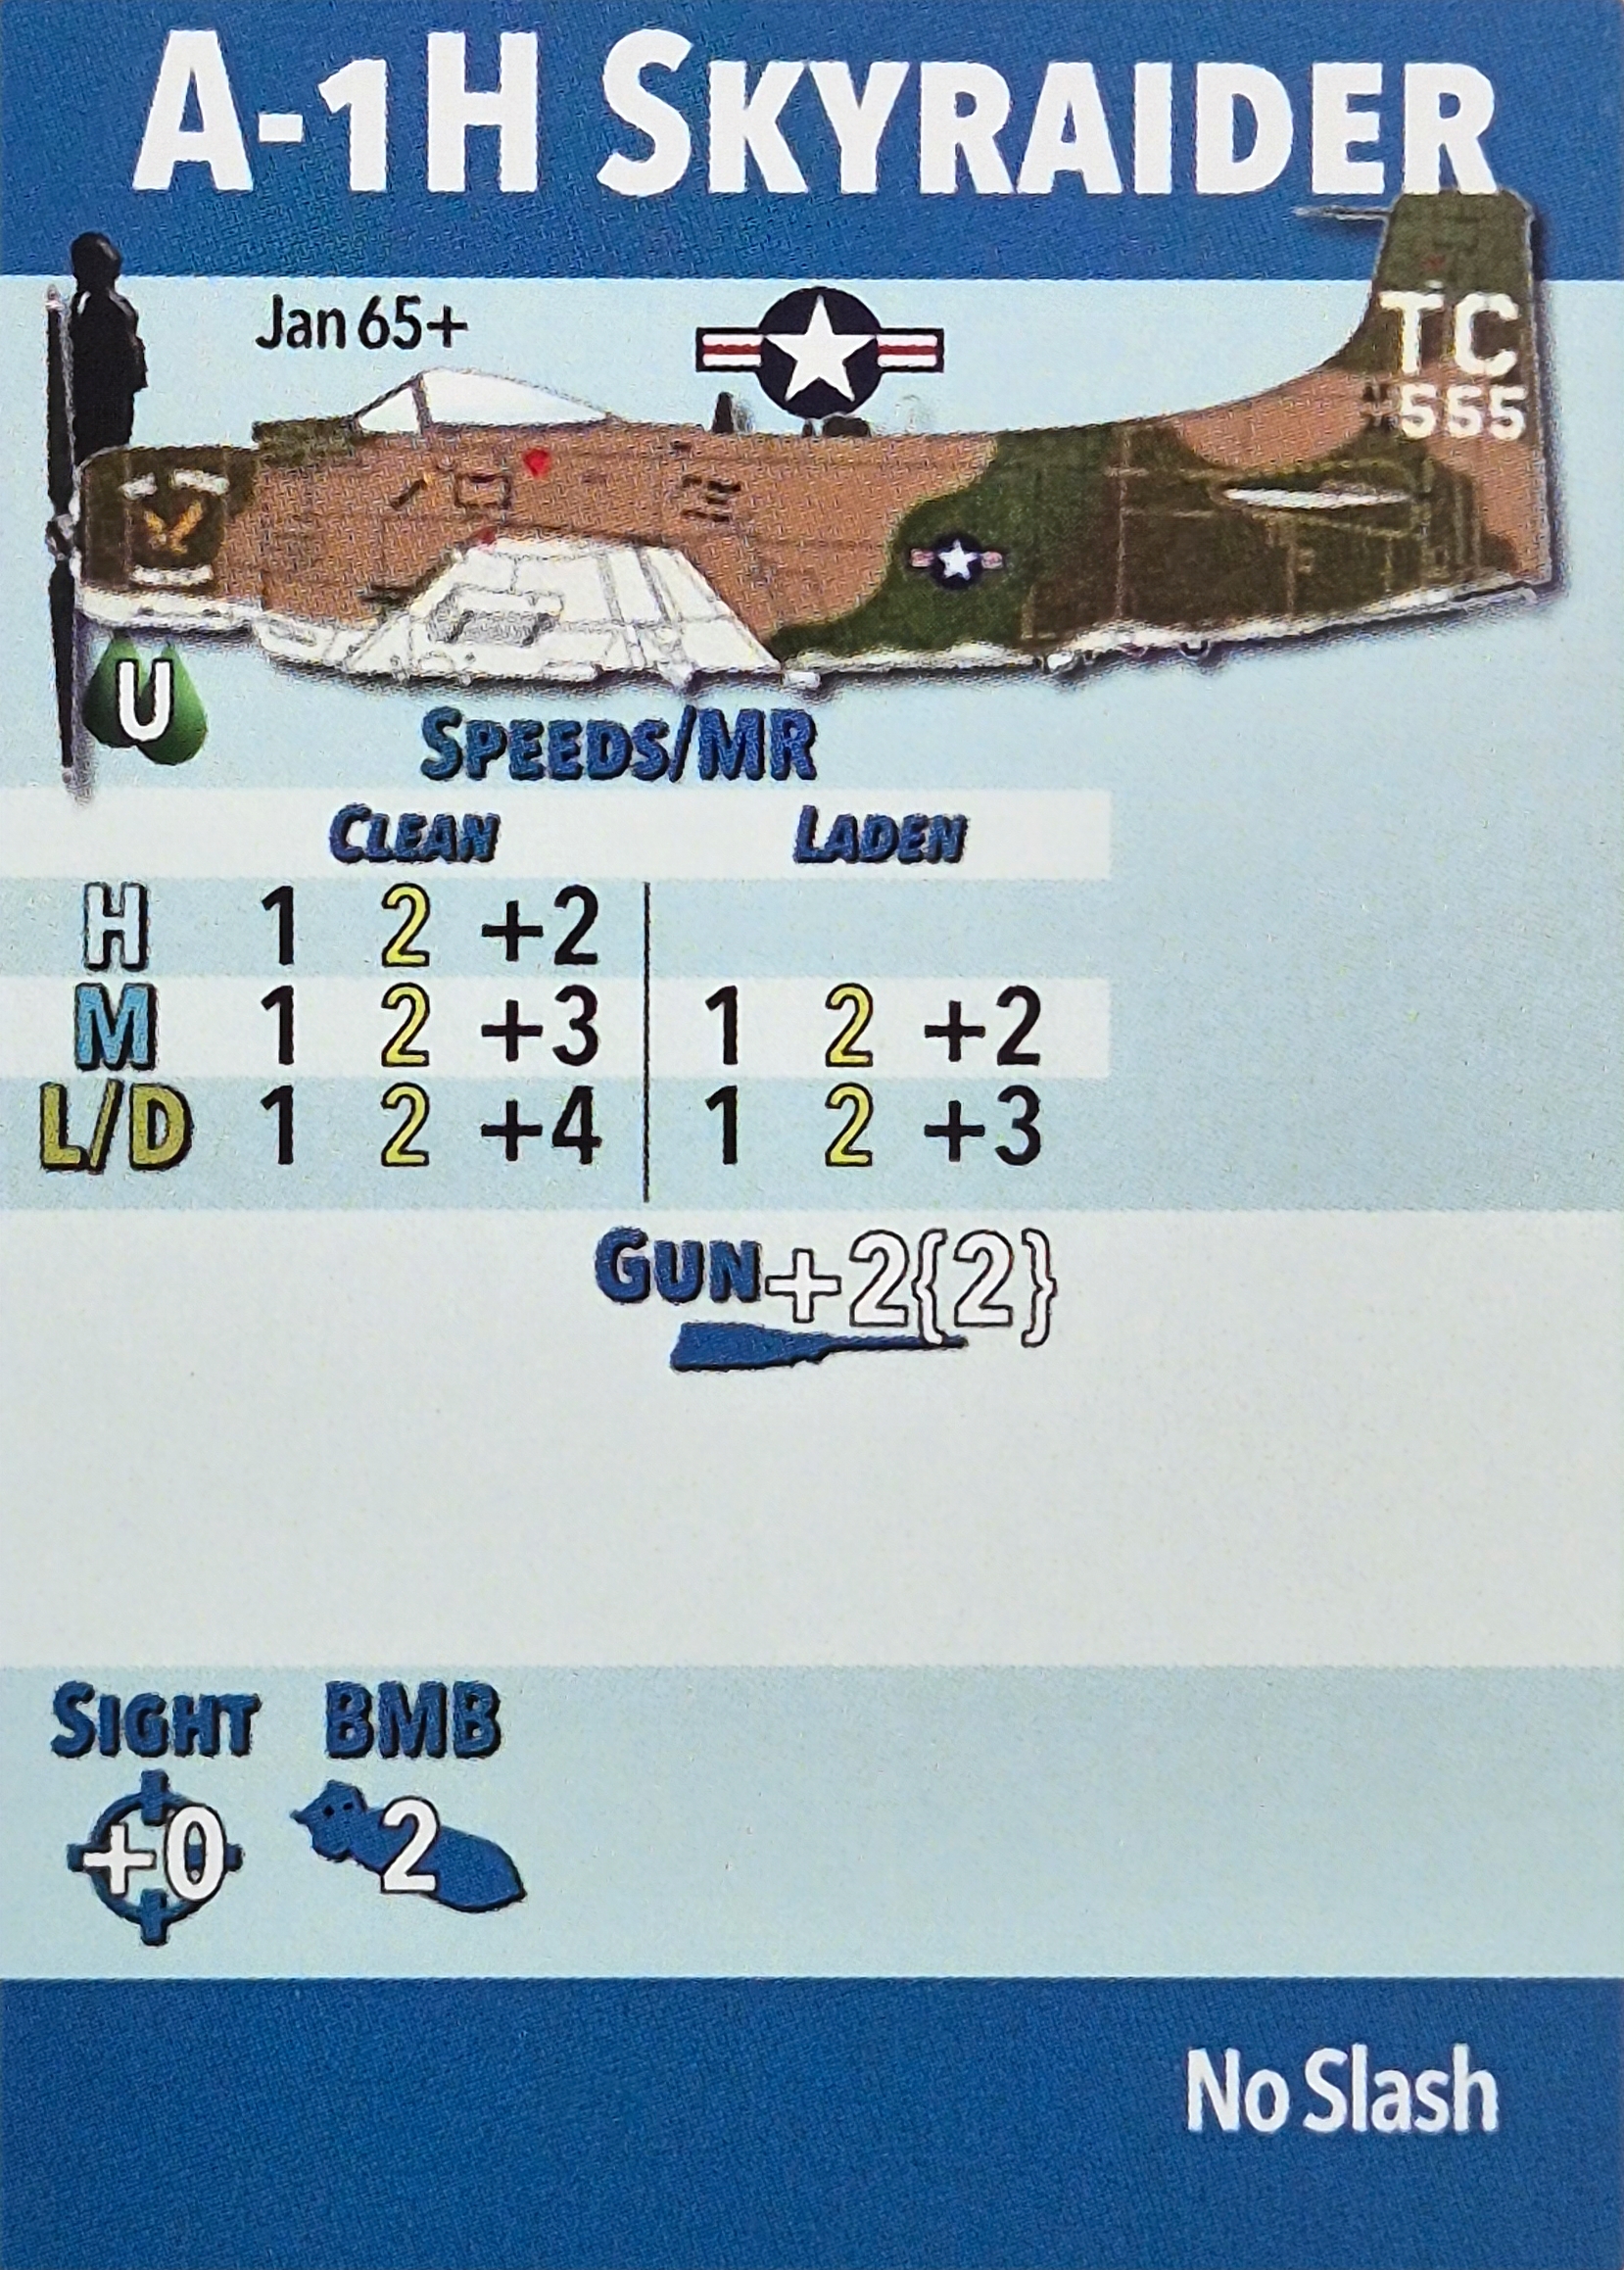 A-1H SKYRAIDER
Jan 65+
TC
555
U
SPEEDS/MR
CLEAN LADEN
H 1 2 +2
M 1 2 +3 1 2 +2
L/D 1 2 +4 1 2 +3
GUN +2{2}
SIGHT BMB
+0 2
No Slash